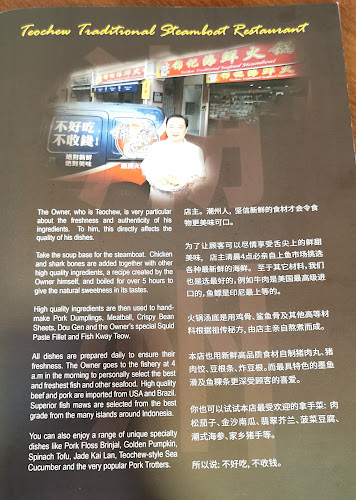 Teochew Traditional Steamboat Restaurant
海鲜火鍋
不好吃
不收錢!
絕對新鮮
絕對美味
The Owner, who is Teochew, is very particular
about the freshness and authenticity of his
ingredients. To him, this directly affects the
quality of his dishes.
Take the soup base for the steamboat. Chicken
and shark bones are added together with other
high quality ingredients, a recipe created by the
Owner himself, and boiled for over 5 hours to
give the natural sweetness in its tastes.
High quality ingredients are then used to hand-
make Pork Dumplings, Meatball, Crispy Bean
Sheets, Dou Gen and the Owner's special Squid
Paste Fillet and Fish Kway Teow.
All dishes are prepared daily to ensure their
freshness. The Owner goes to the fishery at 4
a.m in the morning to personally select the best
and freshest fish and other seafood. High quality
beef and pork are imported from USA and Brazil.
Superior fish maws are selected from the best
grade from the many islands around Indonesia.
You can also enjoy a range of unique specialty
dishes like Pork Floss Brinjal, Golden Pumpkin,
Spinach Tofu, Jade Kai Lan, Teochew-style Sea
Cucumber and the very popular Pork Trotters.
店主。潮州人, 坚信新鲜的食材才会令食
物更美味可口。
为了让顾客可以尽情享受舌尖上的鲜甜
美味, 店主清晨4点必亲自上鱼市场挑选
各种最新鲜的海鲜。至于其它材料,我们
也是选最好的,例如牛肉是美国最高级进
口的,鱼鳔是印尼最上等的。
火锅汤底是用鸡骨、鲨鱼骨及其他高等材
料根据祖传秘方, 由店主亲自熬煮而成。
本店也用新鲜高品质食材自制猪肉丸、猪
肉饺、豆根条、炸豆根,而最具特色的墨鱼
滑及鱼粿条更深受顾客的喜爱。
你也可以试试本店最受欢迎的拿手菜: 肉
松茄子、金沙南瓜、翡翠芥兰、菠菜豆腐、
潮式海参、家乡猪手等。
所以说: 不好吃, 不收钱。